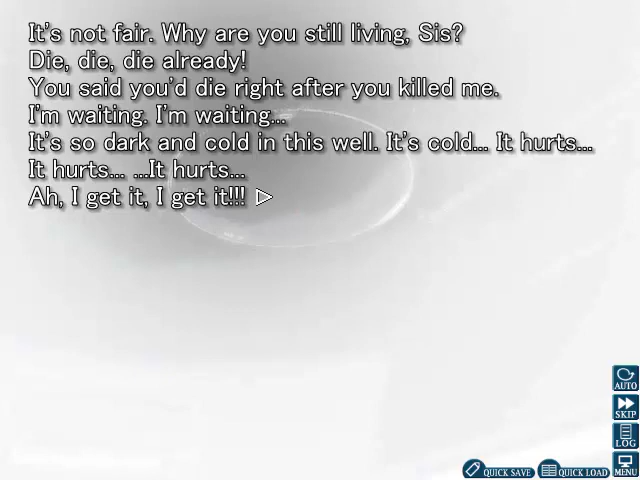 It's not fair. Why are you still living, Sis?
Die, die, die already!
You said you'd die right after you killed me.
I'm waiting. I'm waiting...
It's so dark and cold in this well. It's cold... It hurts...
It hurts... ...It hurts...
Ah, I get it, I get it!!!
AUTO
SKIP
LOG
MENU
QUICK SAVE
QUICK LOAD